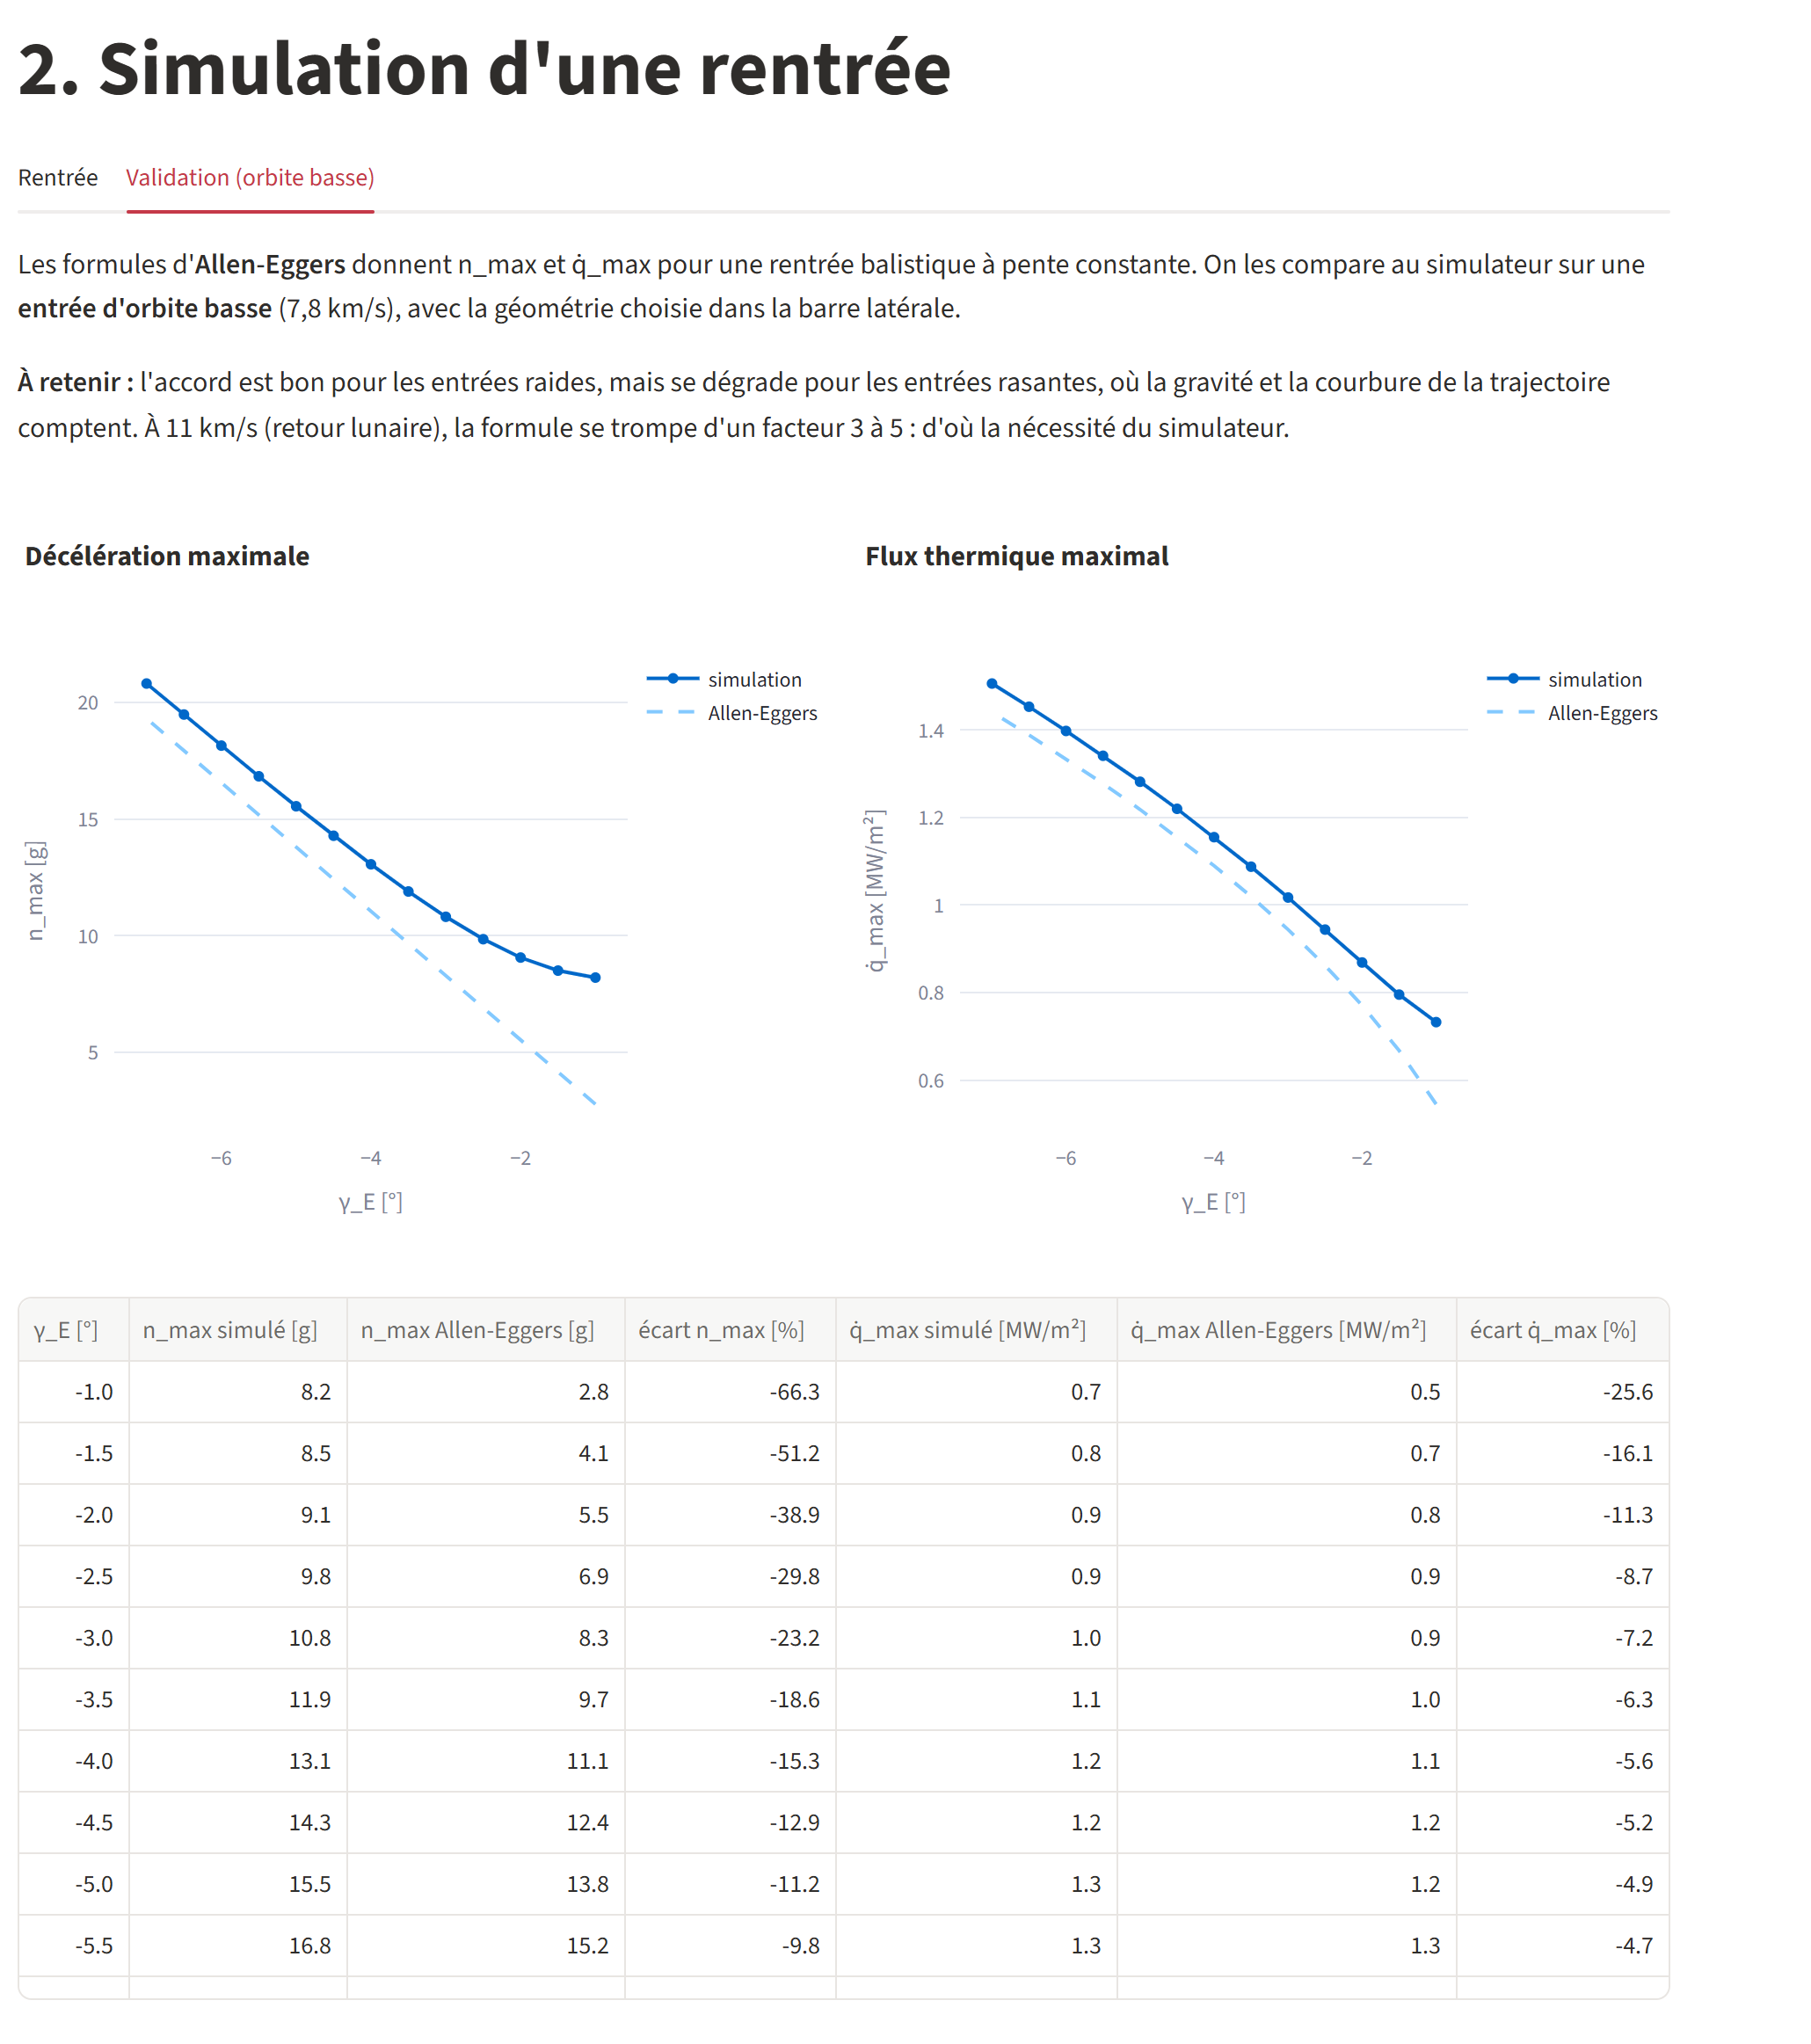 2. Simulation d'une rentrée
Rentrée Validation (orbite basse)
Les formules d'Allen-Eggers donnent n_max et q̇_max pour une rentrée balistique à pente constante. On les compare au simulateur sur une
entrée d'orbite basse (7,8 km/s), avec la géométrie choisie dans la barre latérale.
À retenir : l'accord est bon pour les entrées raides, mais se dégrade pour les entrées rasantes, où la gravité et la courbure de la trajectoire
comptent. À 11 km/s (retour lunaire), la formule se trompe d'un facteur 3 à 5 : d'où la nécessité du simulateur.
Décélération maximale
simulation
Allen-Eggers
20
15
10
5
n_max [g]
−6 −4 −2
γ_E [°]
Flux thermique maximal
simulation
Allen-Eggers
1.4
1.2
1
0.8
0.6
q̇_max [MW/m²]
−6 −4 −2
γ_E [°]
γ_E [°] n_max simulé [g] n_max Allen-Eggers [g] écart n_max [%] q̇_max simulé [MW/m²] q̇_max Allen-Eggers [MW/m²] écart q̇_max [%]
-1.0 8.2 2.8 -66.3 0.7 0.5 -25.6
-1.5 8.5 4.1 -51.2 0.8 0.7 -16.1
-2.0 9.1 5.5 -38.9 0.9 0.8 -11.3
-2.5 9.8 6.9 -29.8 0.9 0.9 -8.7
-3.0 10.8 8.3 -23.2 1.0 0.9 -7.2
-3.5 11.9 9.7 -18.6 1.1 1.0 -6.3
-4.0 13.1 11.1 -15.3 1.2 1.1 -5.6
-4.5 14.3 12.4 -12.9 1.2 1.2 -5.2
-5.0 15.5 13.8 -11.2 1.3 1.2 -4.9
-5.5 16.8 15.2 -9.8 1.3 1.3 -4.7